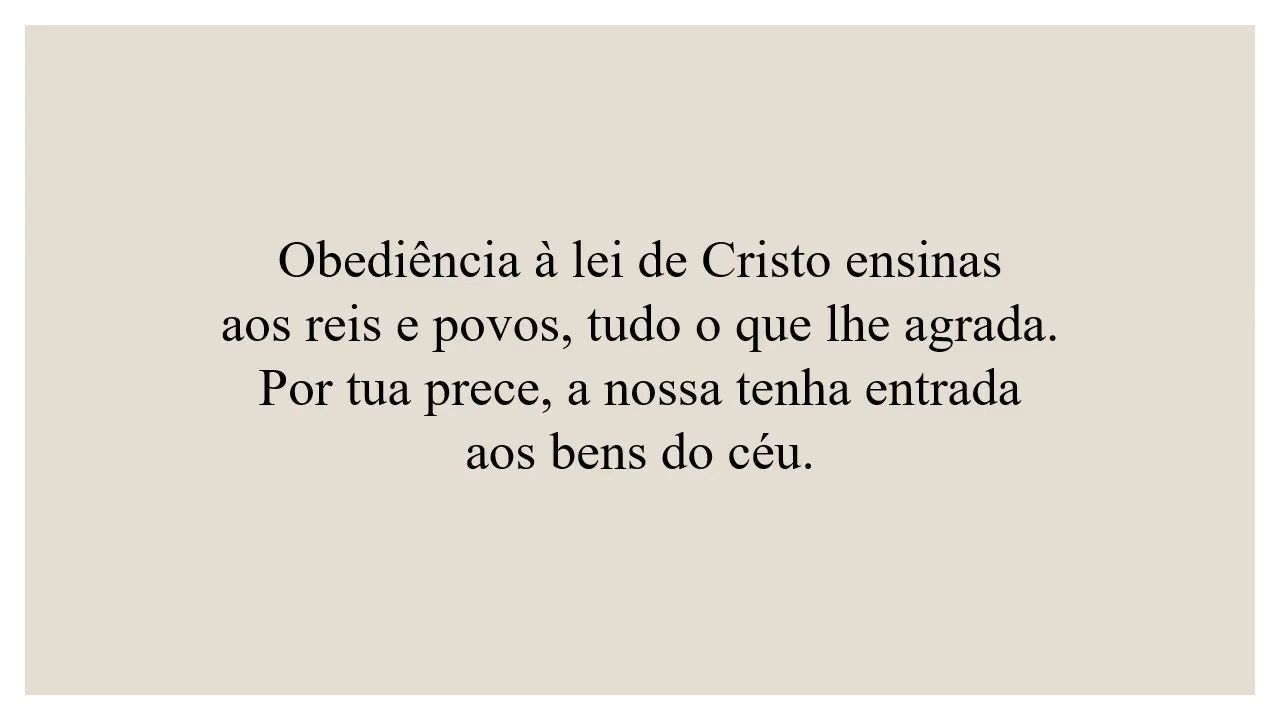 Obediência à lei de Cristo ensinas
aos reis e povos, tudo o que lhe agrada.
Por tua prece, a nossa tenha entrada
aos bens do céu.